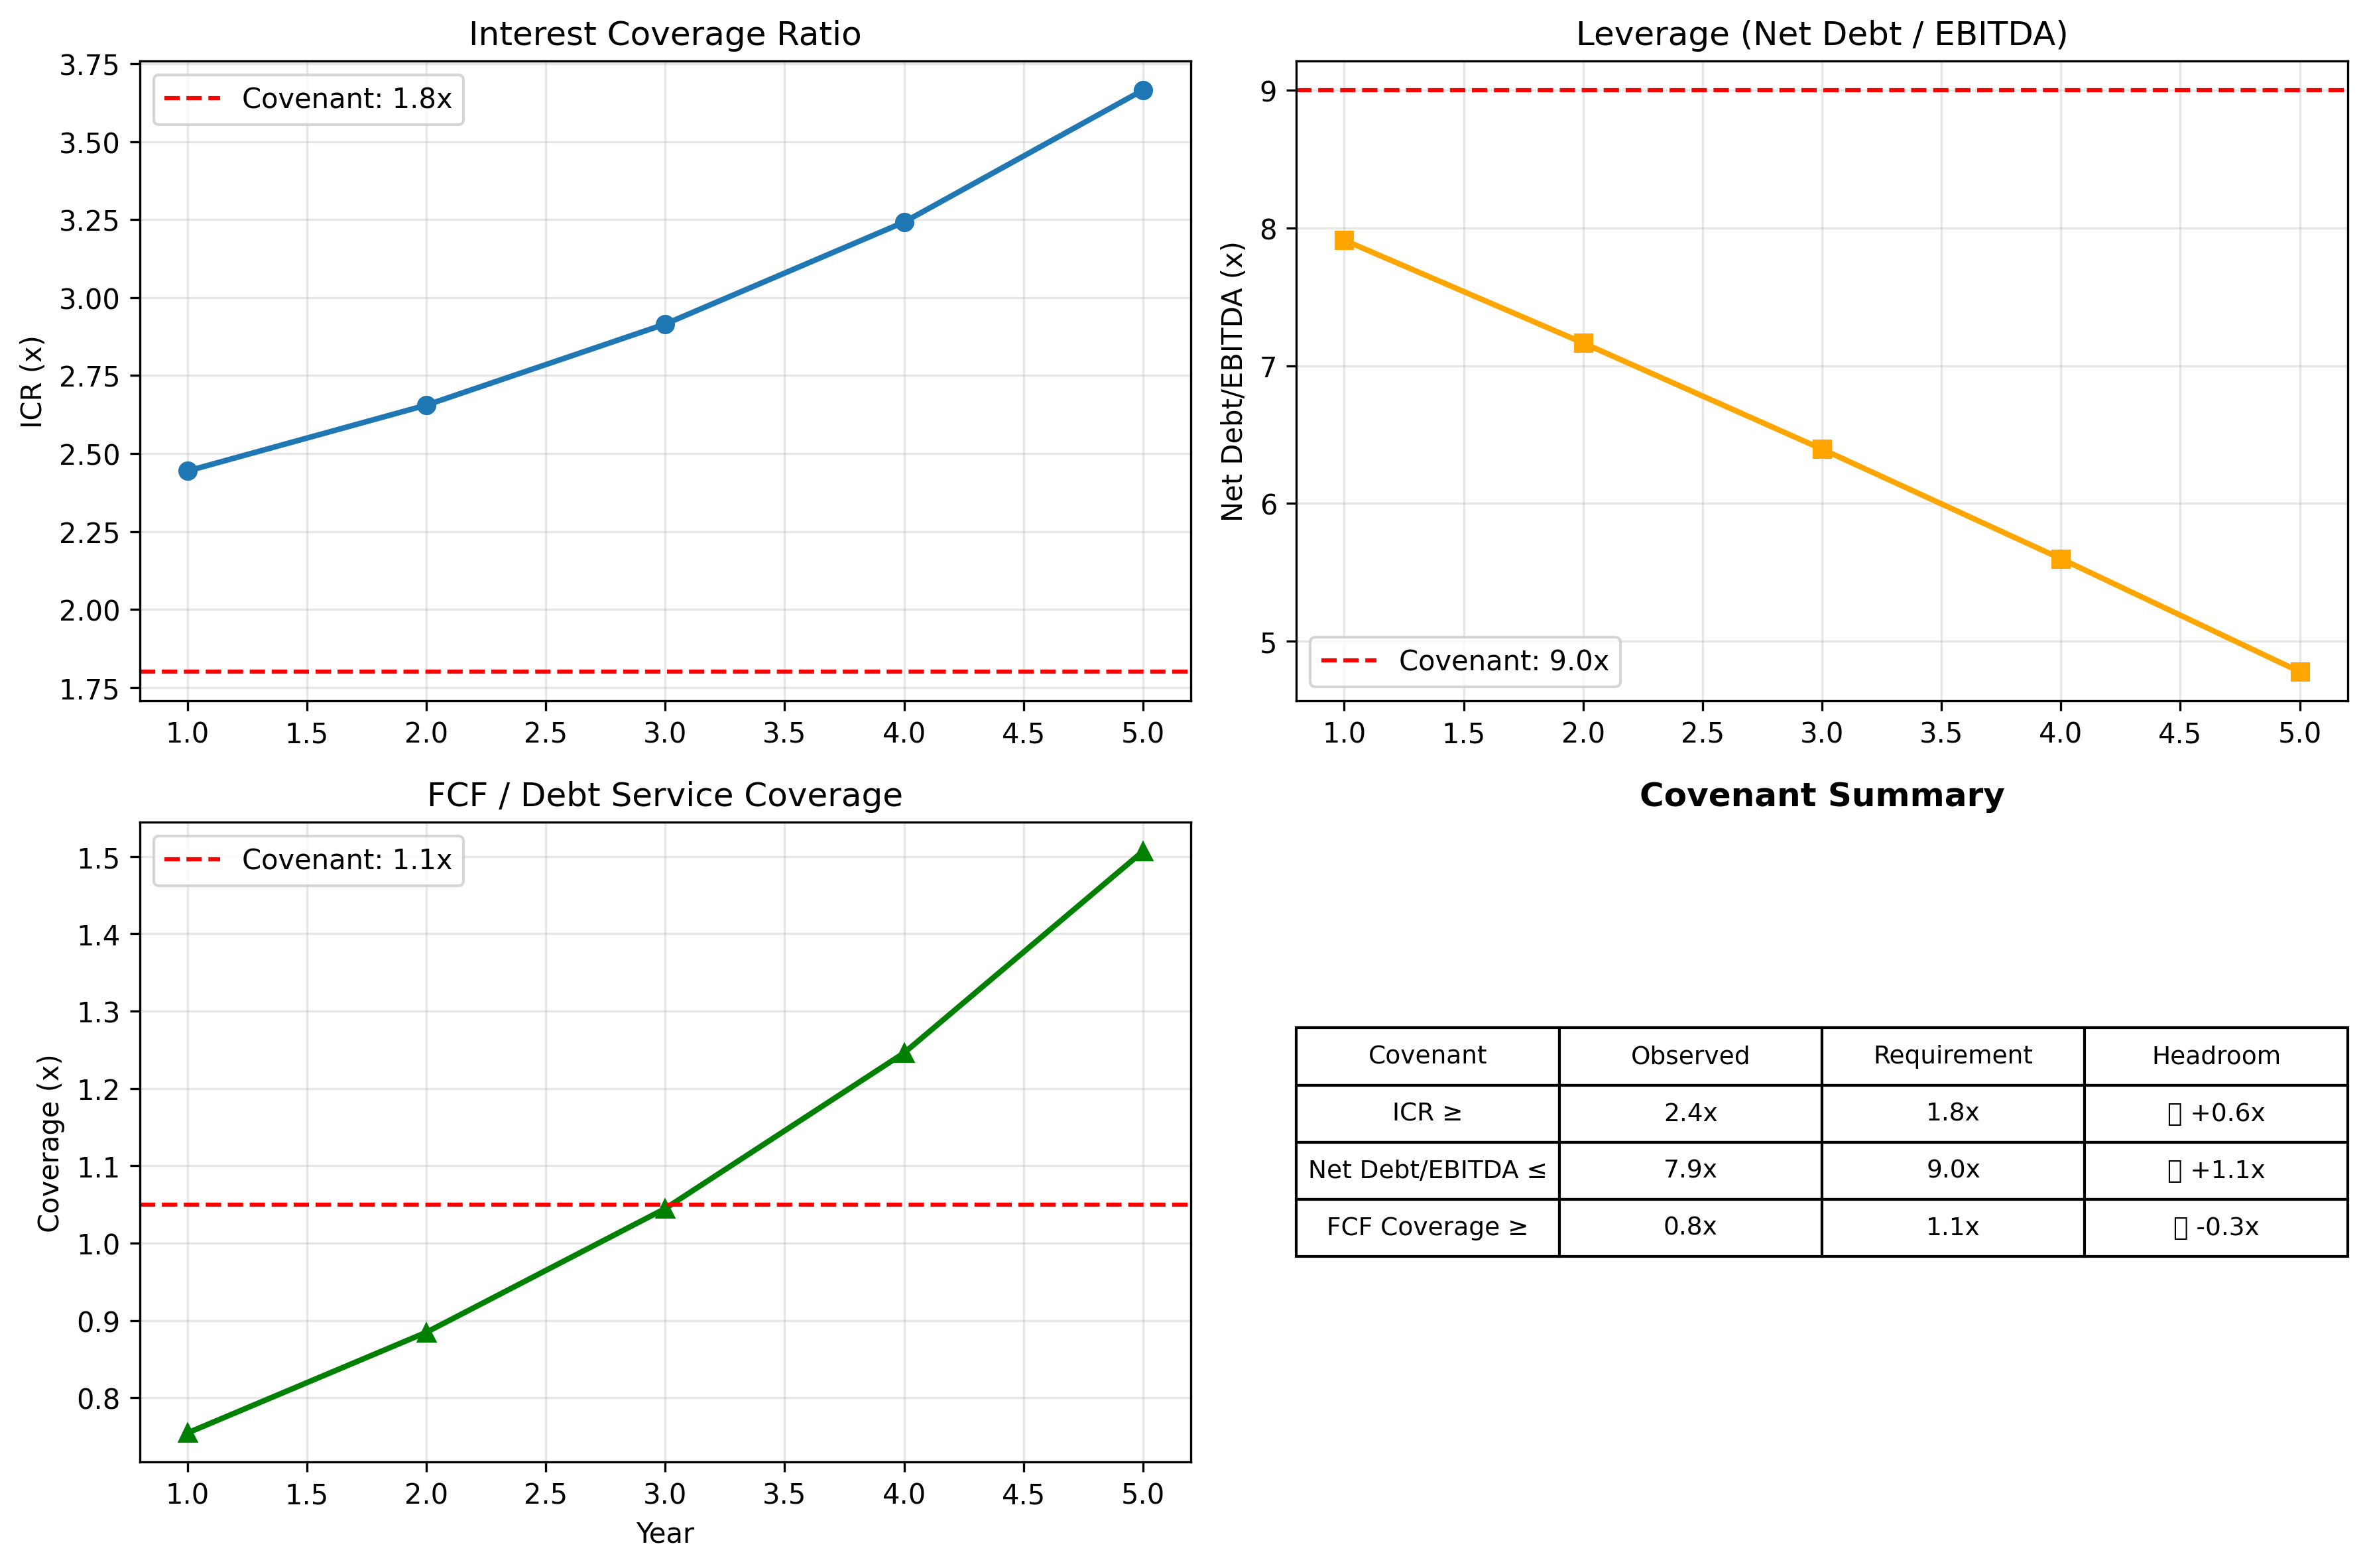 Interest Coverage Ratio
ICR (x)
3.75
3.50
3.25
3.00
2.75
2.50
2.25
2.00
1.75
Covenant: 1.8x
1.0 1.5 2.0 2.5 3.0 3.5 4.0 4.5 5.0
Leverage (Net Debt / EBITDA)
Net Debt/EBITDA (x)
9
8
7
6
5
Covenant: 9.0x
1.0 1.5 2.0 2.5 3.0 3.5 4.0 4.5 5.0
FCF / Debt Service Coverage
Coverage (x)
1.5
1.4
1.3
1.2
1.1
1.0
0.9
0.8
Covenant: 1.1x
1.0 1.5 2.0 2.5 3.0 3.5 4.0 4.5 5.0
Year
Covenant Summary
Covenant Observed Requirement Headroom
ICR ≥ 2.4x 1.8x ▯ +0.6x
Net Debt/EBITDA ≤ 7.9x 9.0x ▯ +1.1x
FCF Coverage ≥ 0.8x 1.1x ▯ -0.3x